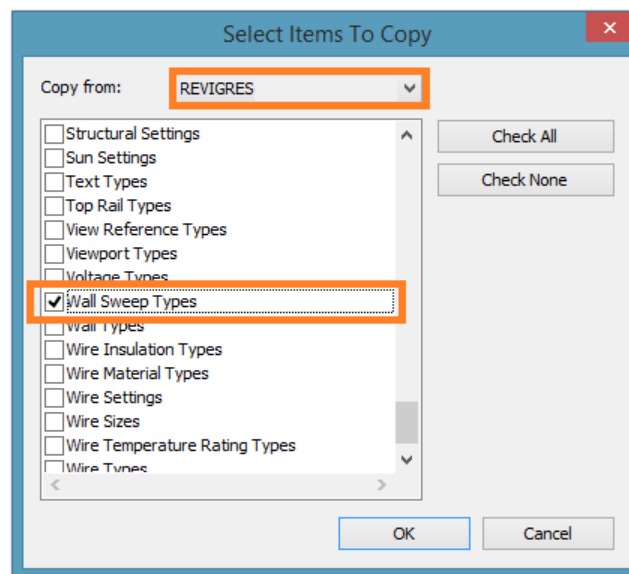 Select Items To Copy
×
Copy from: REVIGRES
Structural Settings
Check All
Sun Settings
Text Types
Check None
Top Rail Types
View Reference Types
Viewport Types
Voltage Types
Wall Sweep Types
Wall Types
Wire Insulation Types
Wire Material Types
Wire Settings
Wire Sizes
Wire Temperature Rating Types
Wire Types
OK
Cancel